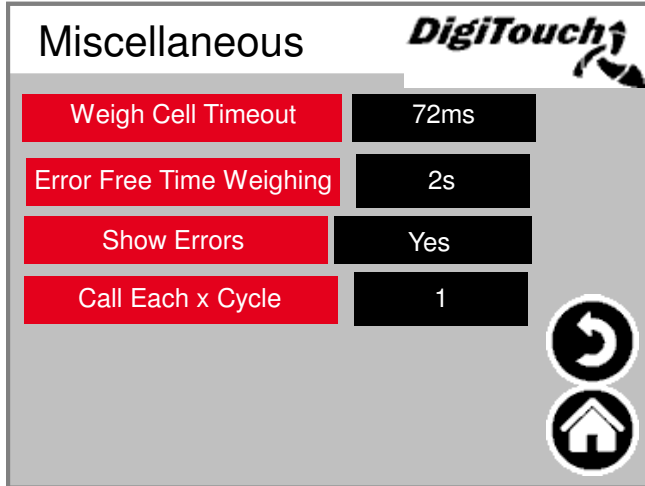 Miscellaneous
DigiTouch
Weigh Cell Timeout 72ms
Error Free Time Weighing 2s
Show Errors Yes
Call Each x Cycle 1